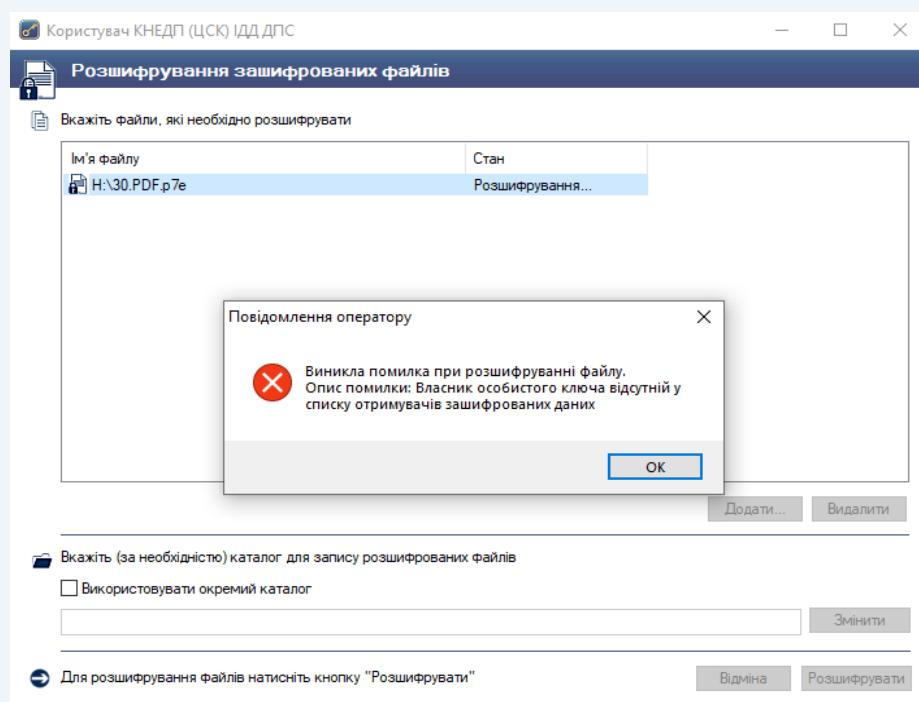 Користувач КНЕДП (ЦСК) ІДД ДПС
Розшифрування зашифрованих файлів
Вкажіть файли, які необхідно розшифрувати
Ім'я файлу Стан
H:\30.PDF.p7e Розшифрування...
Повідомлення оператору
Виникла помилка при розшифруванні файлу.
Опис помилки: Власник особистого ключа відсутній у
списку отримувачів зашифрованих даних
ОК
Додати... Видалити
Вкажіть (за необхідністю) каталог для запису розшифрованих файлів
Використовувати окремий каталог
Змінити
Для розшифрування файлів натисніть кнопку "Розшифрувати"
Відміна Розшифрувати